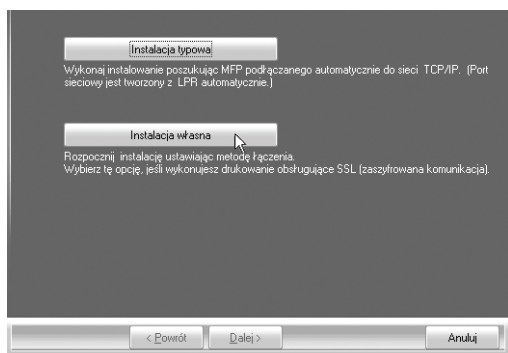 Instalacja typowa
Wykonaj instalowanie poszukując MFP podłączanego automatycznie do sieci TCP/IP. (Port
sieciowy jest tworzony z LPR automatycznie.)
Instalacja własna
Rozpocznij instalację ustawiając metodę łączenia.
Wybierz tę opcję, jeśli wykonujesz drukowanie obsługujące SSL (zaszyfrowana komunikacja).
< Powrót Dalej > Anuluj